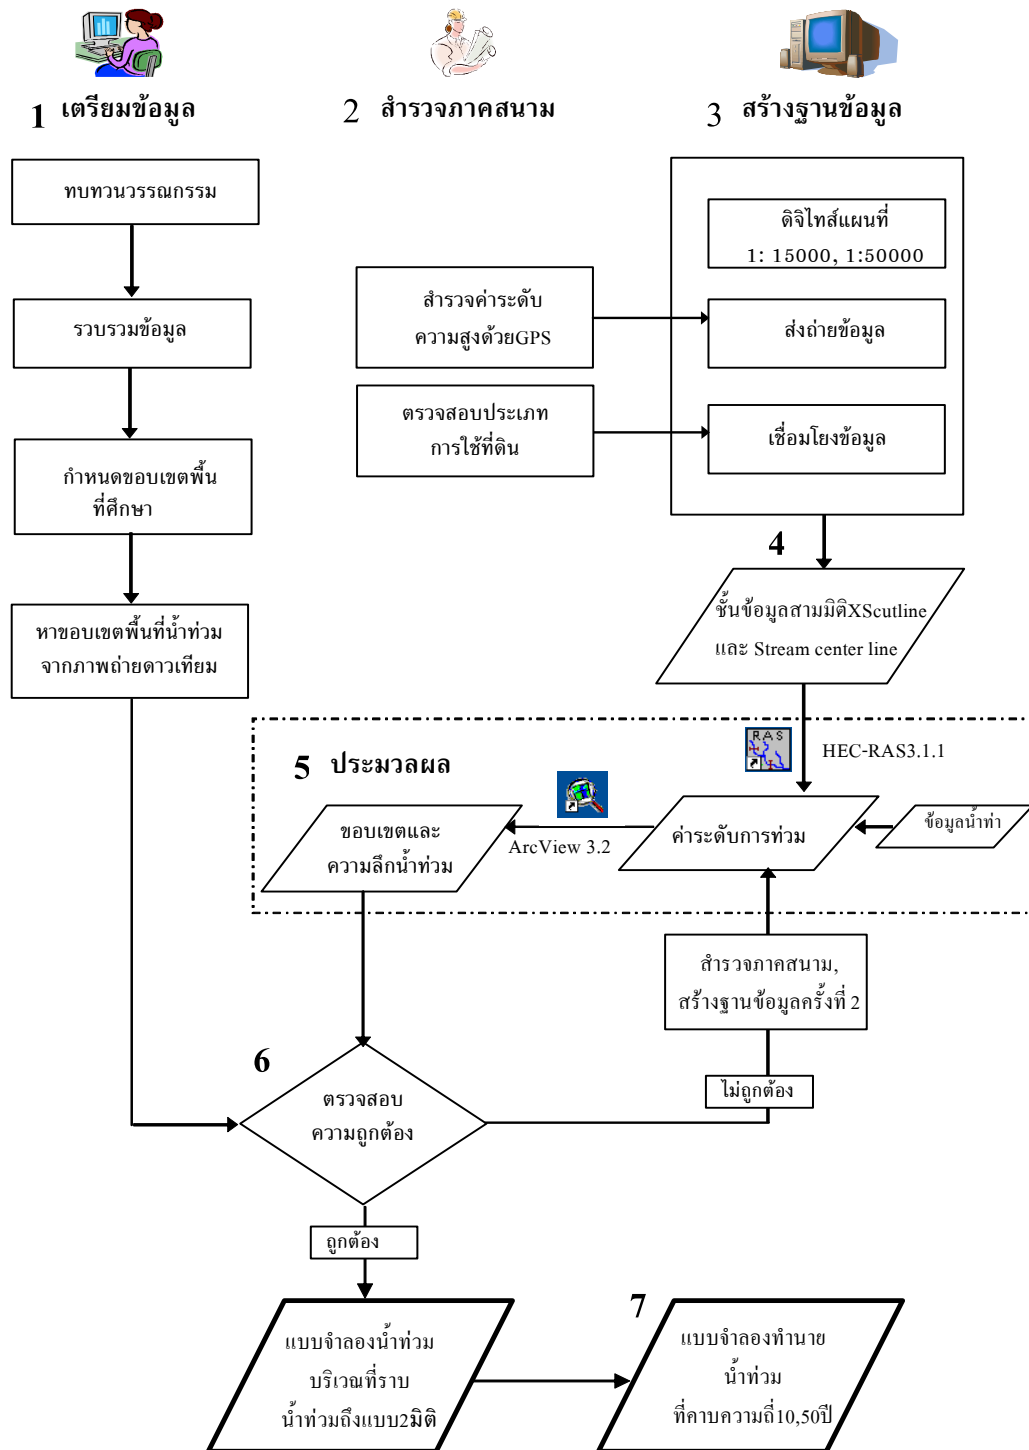 1 เตรียมข้อมูล
2 สำรวจภาคสนาม
3 สร้างฐานข้อมูล
ทบทวนวรรณกรรม
รวบรวมข้อมูล
กำหนดขอบเขตพื้น
ที่ศึกษา
หาขอบเขตพื้นที่น้ำท่วม
จากภาพถ่ายดาวเทียม
สำรวจค่าระดับ
ความสูงด้วยGPS
ตรวจสอบประเภท
การใช้ที่ดิน
ดิจิไทส์แผนที่
1: 15000, 1:50000
ส่งถ่ายข้อมูล
เชื่อมโยงข้อมูล
4
ชั้นข้อมูลสามมิติXScutline
และ Stream center line
5 ประมวลผล
RAS
HEC-RAS3.1.1
ขอบเขตและ
ความลึกน้ำท่วม
ArcView 3.2
ค่าระดับการท่วม
ข้อมูลน้ำท่า
สำรวจภาคสนาม,
สร้างฐานข้อมูลครั้งที่ 2
ไม่ถูกต้อง
6
ตรวจสอบ
ความถูกต้อง
ถูกต้อง
แบบจำลองน้ำท่วม
บริเวณที่ราบ
น้ำท่วมถึงแบบ2มิติ
7
แบบจำลองทำนาย
น้ำท่วม
ที่คาบความถี่10,50ปี